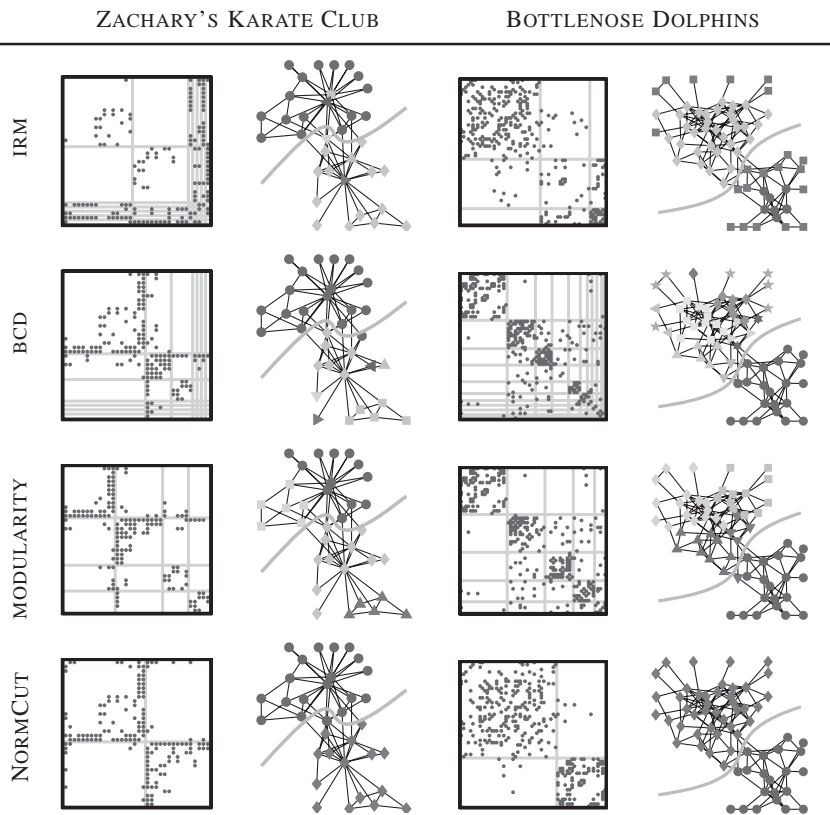 ZACHARY'S KARATE CLUB
BOTTLENOSE DOLPHINS
IRM
BCD
MODULARITY
NORMCUT